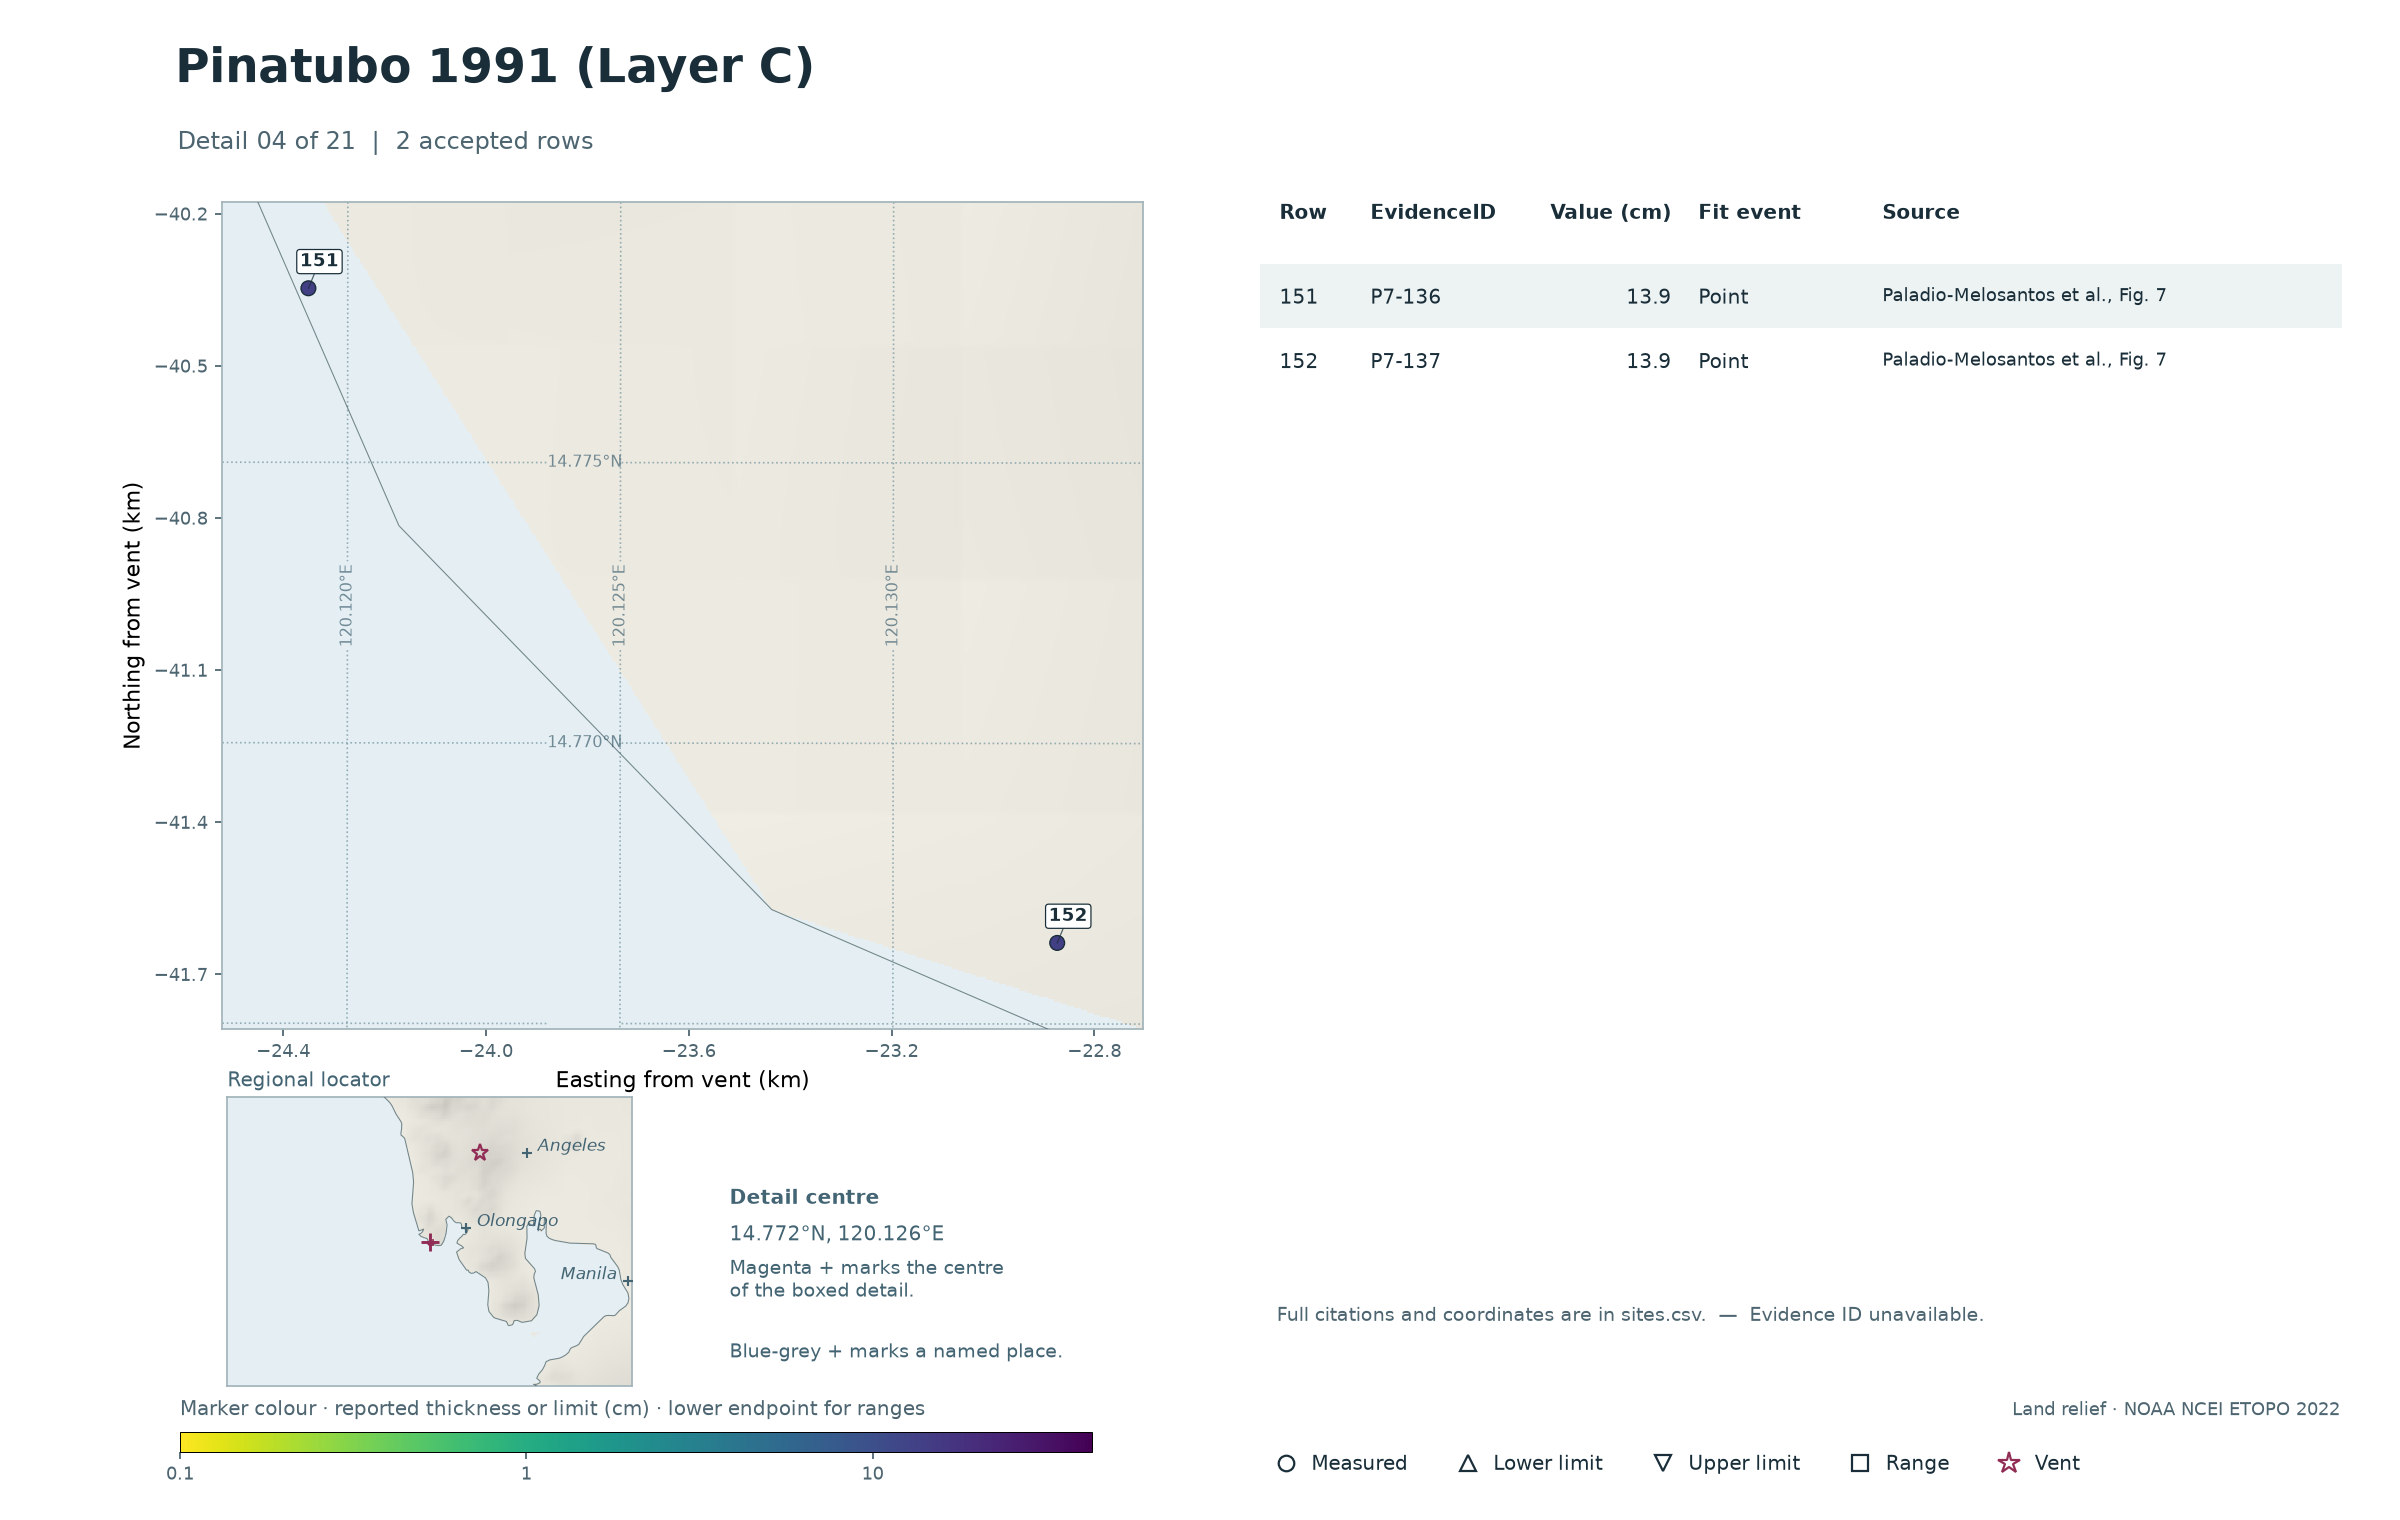 Pinatubo 1991 (Layer C)
Detail 04 of 21 | 2 accepted rows
Row EvidenceID Value (cm) Fit event Source
151 P7-136 13.9 Point Paladio-Melosantos et al., Fig. 7
152 P7-137 13.9 Point Paladio-Melosantos et al., Fig. 7
Northing from vent (km)
−40.2
−40.5
−40.8
−41.1
−41.4
−41.7
151
152
14.775°N
14.770°N
120.120°E
120.125°E
120.130°E
−24.4 −24.0 −23.6 −23.2 −22.8
Easting from vent (km)
Regional locator
Angeles
Olongapo
Manila
Detail centre
14.772°N, 120.126°E
Magenta + marks the centre
of the boxed detail.
Blue-grey + marks a named place.
Full citations and coordinates are in sites.csv. — Evidence ID unavailable.
Marker colour · reported thickness or limit (cm) · lower endpoint for ranges
0.1 1 10
Land relief · NOAA NCEI ETOPO 2022
Measured Lower limit Upper limit Range Vent